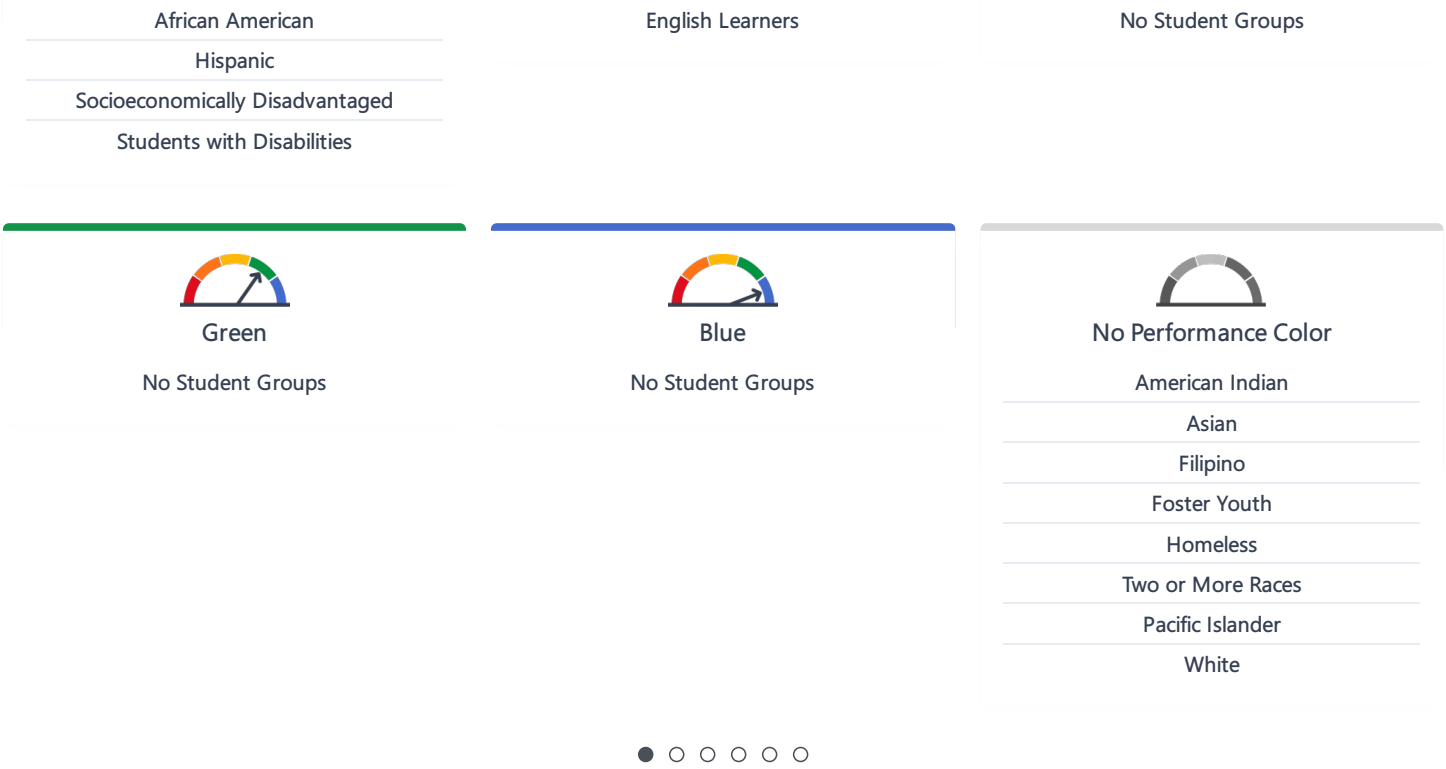 African American
Hispanic
Socioeconomically Disadvantaged
Students with Disabilities
English Learners
No Student Groups
Green
No Student Groups
Blue
No Student Groups
No Performance Color
American Indian
Asian
Filipino
Foster Youth
Homeless
Two or More Races
Pacific Islander
White